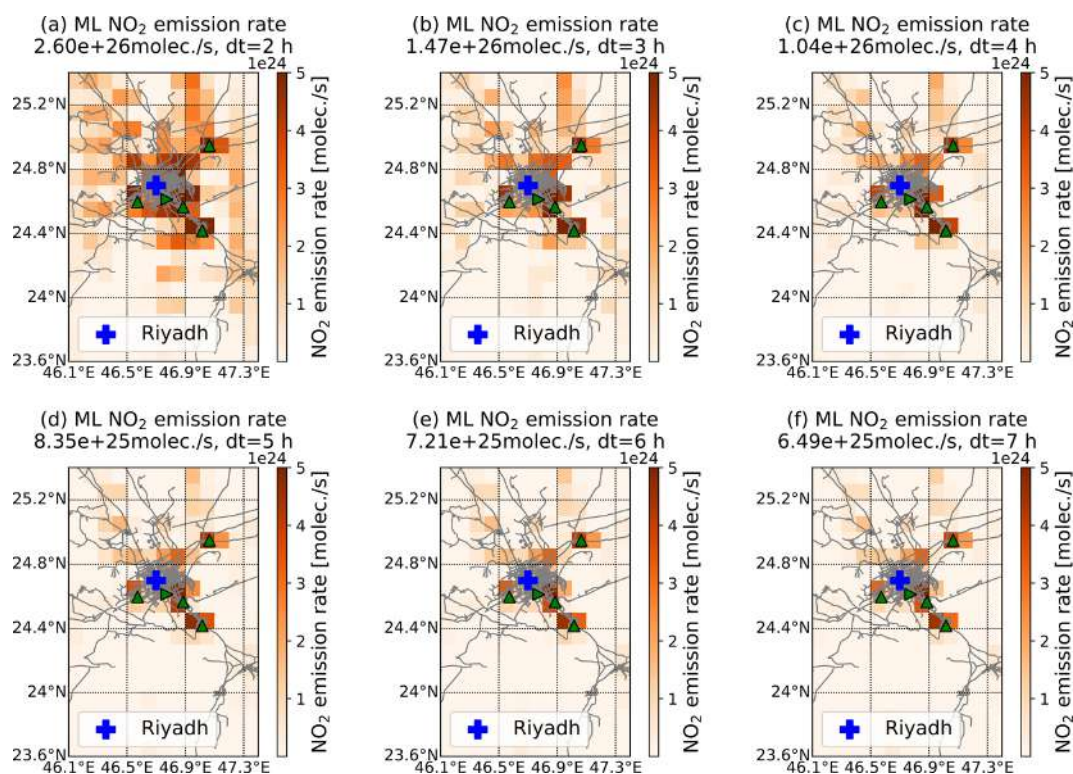 (a) ML NO₂ emission rate
2.60e+26molec./s, dt=2 h
1e24
25.2°N
24.8°N
24.4°N
24°N
23.6°N
46.1°E 46.5°E 46.9°E 47.3°E
Riyadh
5
4
3
2
1
NO₂ emission rate [molec./s]
(b) ML NO₂ emission rate
1.47e+26molec./s, dt=3 h
1e24
25.2°N
24.8°N
24.4°N
24°N
23.6°N
46.1°E 46.5°E 46.9°E 47.3°E
Riyadh
5
4
3
2
1
NO₂ emission rate [molec./s]
(c) ML NO₂ emission rate
1.04e+26molec./s, dt=4 h
1e24
25.2°N
24.8°N
24.4°N
24°N
23.6°N
46.1°E 46.5°E 46.9°E 47.3°E
Riyadh
5
4
3
2
1
NO₂ emission rate [molec./s]
(d) ML NO₂ emission rate
8.35e+25molec./s, dt=5 h
1e24
25.2°N
24.8°N
24.4°N
24°N
23.6°N
46.1°E 46.5°E 46.9°E 47.3°E
Riyadh
5
4
3
2
1
NO₂ emission rate [molec./s]
(e) ML NO₂ emission rate
7.21e+25molec./s, dt=6 h
1e24
25.2°N
24.8°N
24.4°N
24°N
23.6°N
46.1°E 46.5°E 46.9°E 47.3°E
Riyadh
5
4
3
2
1
NO₂ emission rate [molec./s]
(f) ML NO₂ emission rate
6.49e+25molec./s, dt=7 h
1e24
25.2°N
24.8°N
24.4°N
24°N
23.6°N
46.1°E 46.5°E 46.9°E 47.3°E
Riyadh
5
4
3
2
1
NO₂ emission rate [molec./s]